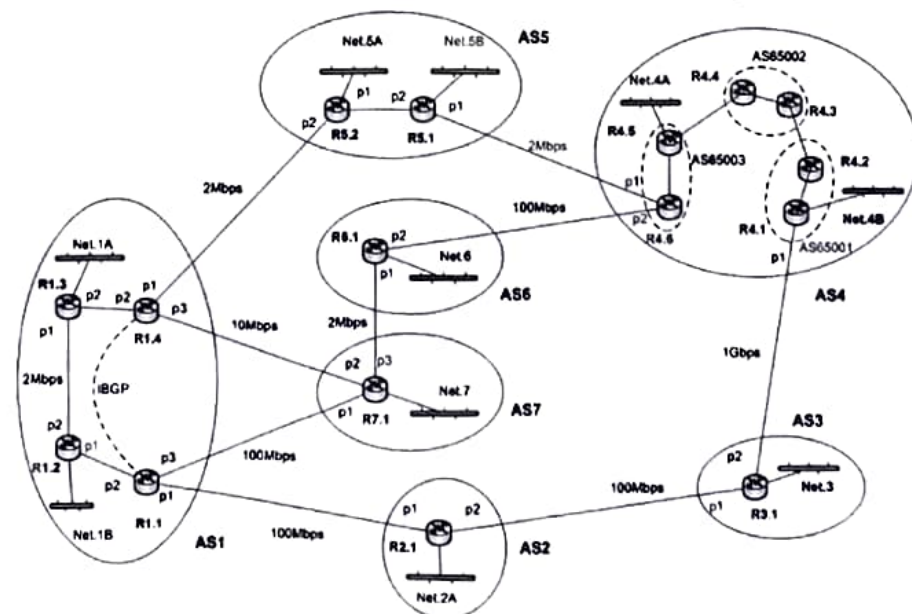 AS5
Net.5A
Net.5B
p1
p2
p1
p2
R5.2
R5.1
AS65002
R4.4
R4.3
Net.4A
R4.5
AS65003
R4.2
Net.4B
R4.1
AS65001
p1
p1
p2
R4.6
AS4
2Mbps
2Mbps
100Mbps
R6.1
p2
Net.6
p1
AS6
2Mbps
Net.1A
R1.3
p2
p2
p1
p3
p1
R1.4
10Mbps
2Mbps
IBGP
p2
p3
Net.7
p1
R7.1
AS7
1Gbps
p2
p1
R1.2
p2
p3
p1
R1.1
Net.1B
AS1
100Mbps
100Mbps
AS3
p2
Net.3
p1
R3.1
100Mbps
p1
p2
R2.1
AS2
Net.2A